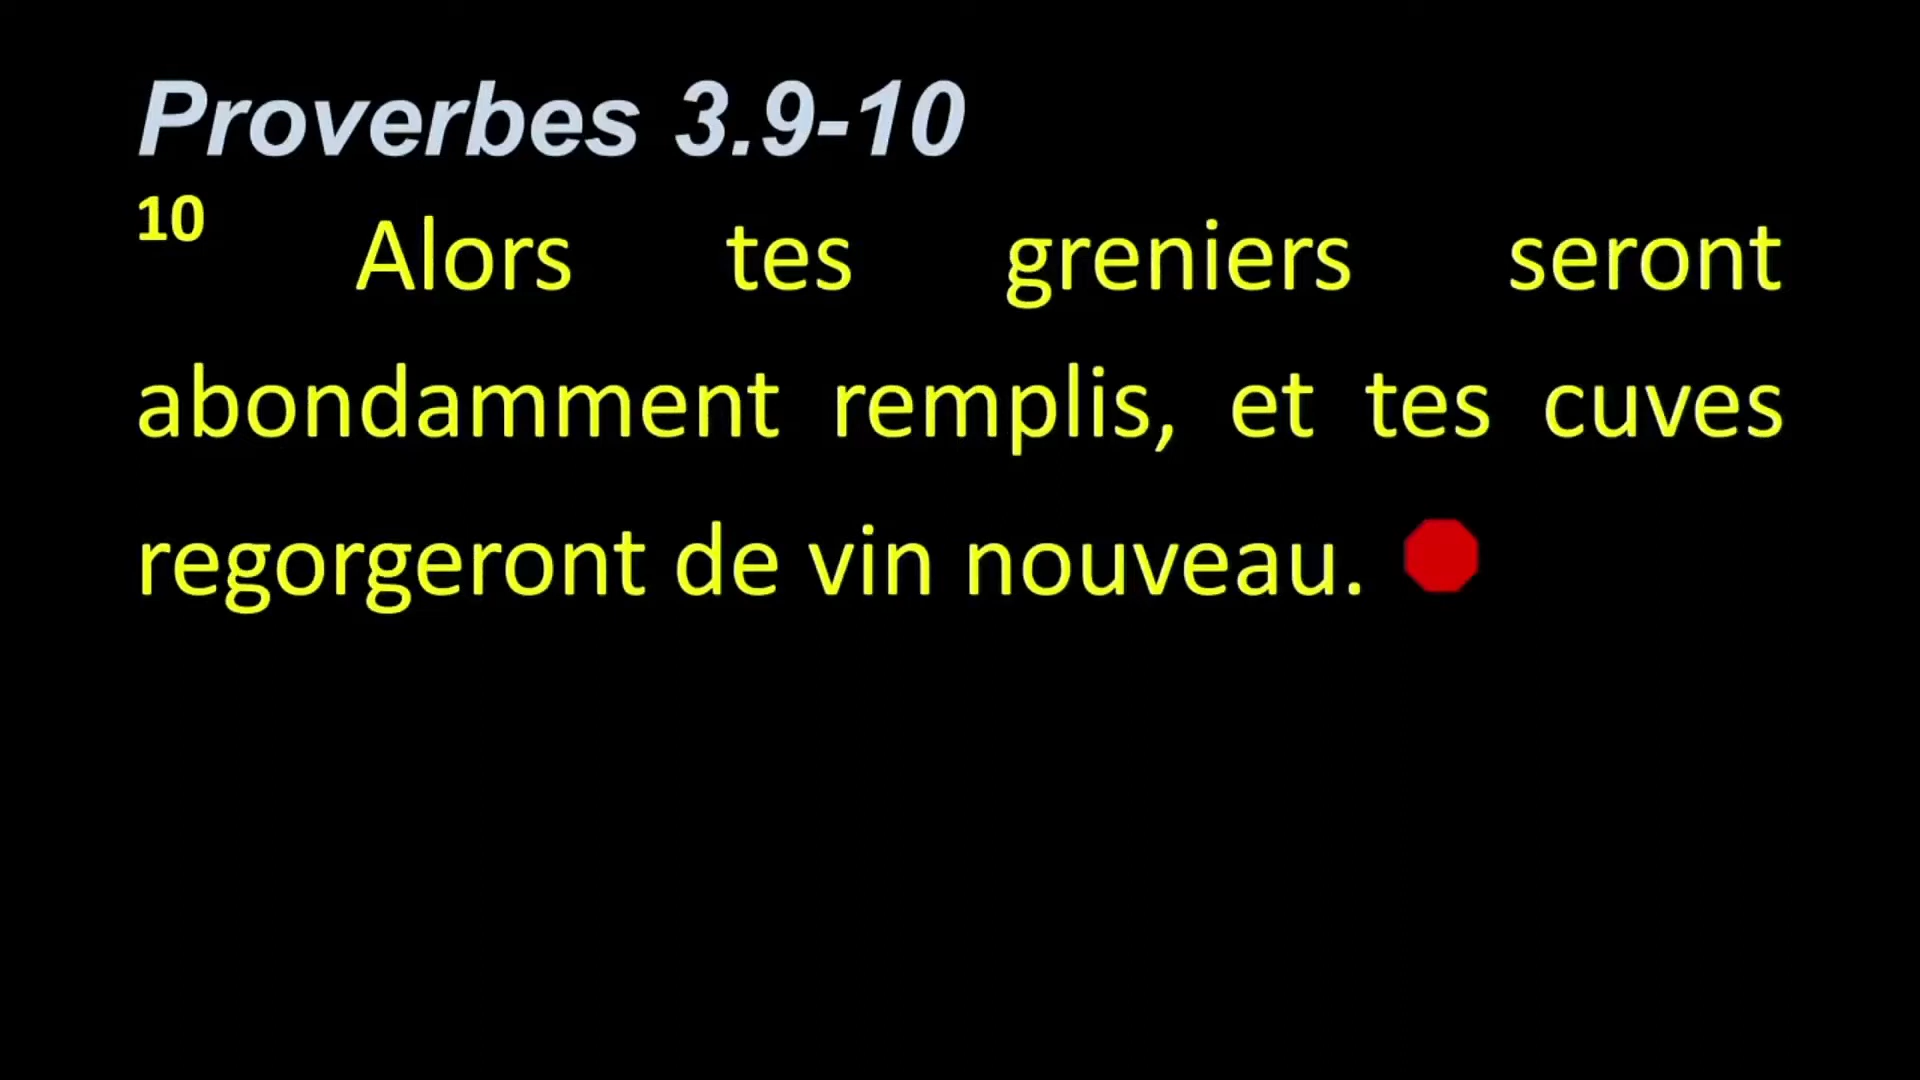 Proverbes 3.9-10
10 Alors tes greniers seront
abondamment remplis, et tes cuves
regorgeront de vin nouveau.